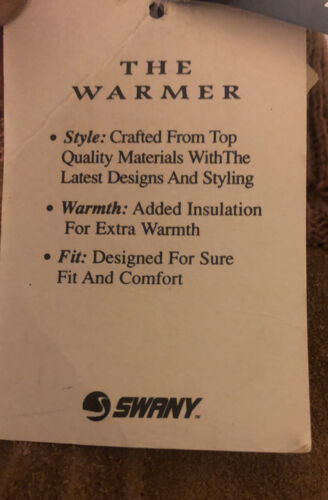 THE
WARMER
• Style: Crafted From Top
Quality Materials WithThe
Latest Designs And Styling
• Warmth: Added Insulation
For Extra Warmth
• Fit: Designed For Sure
Fit And Comfort
SWANY™